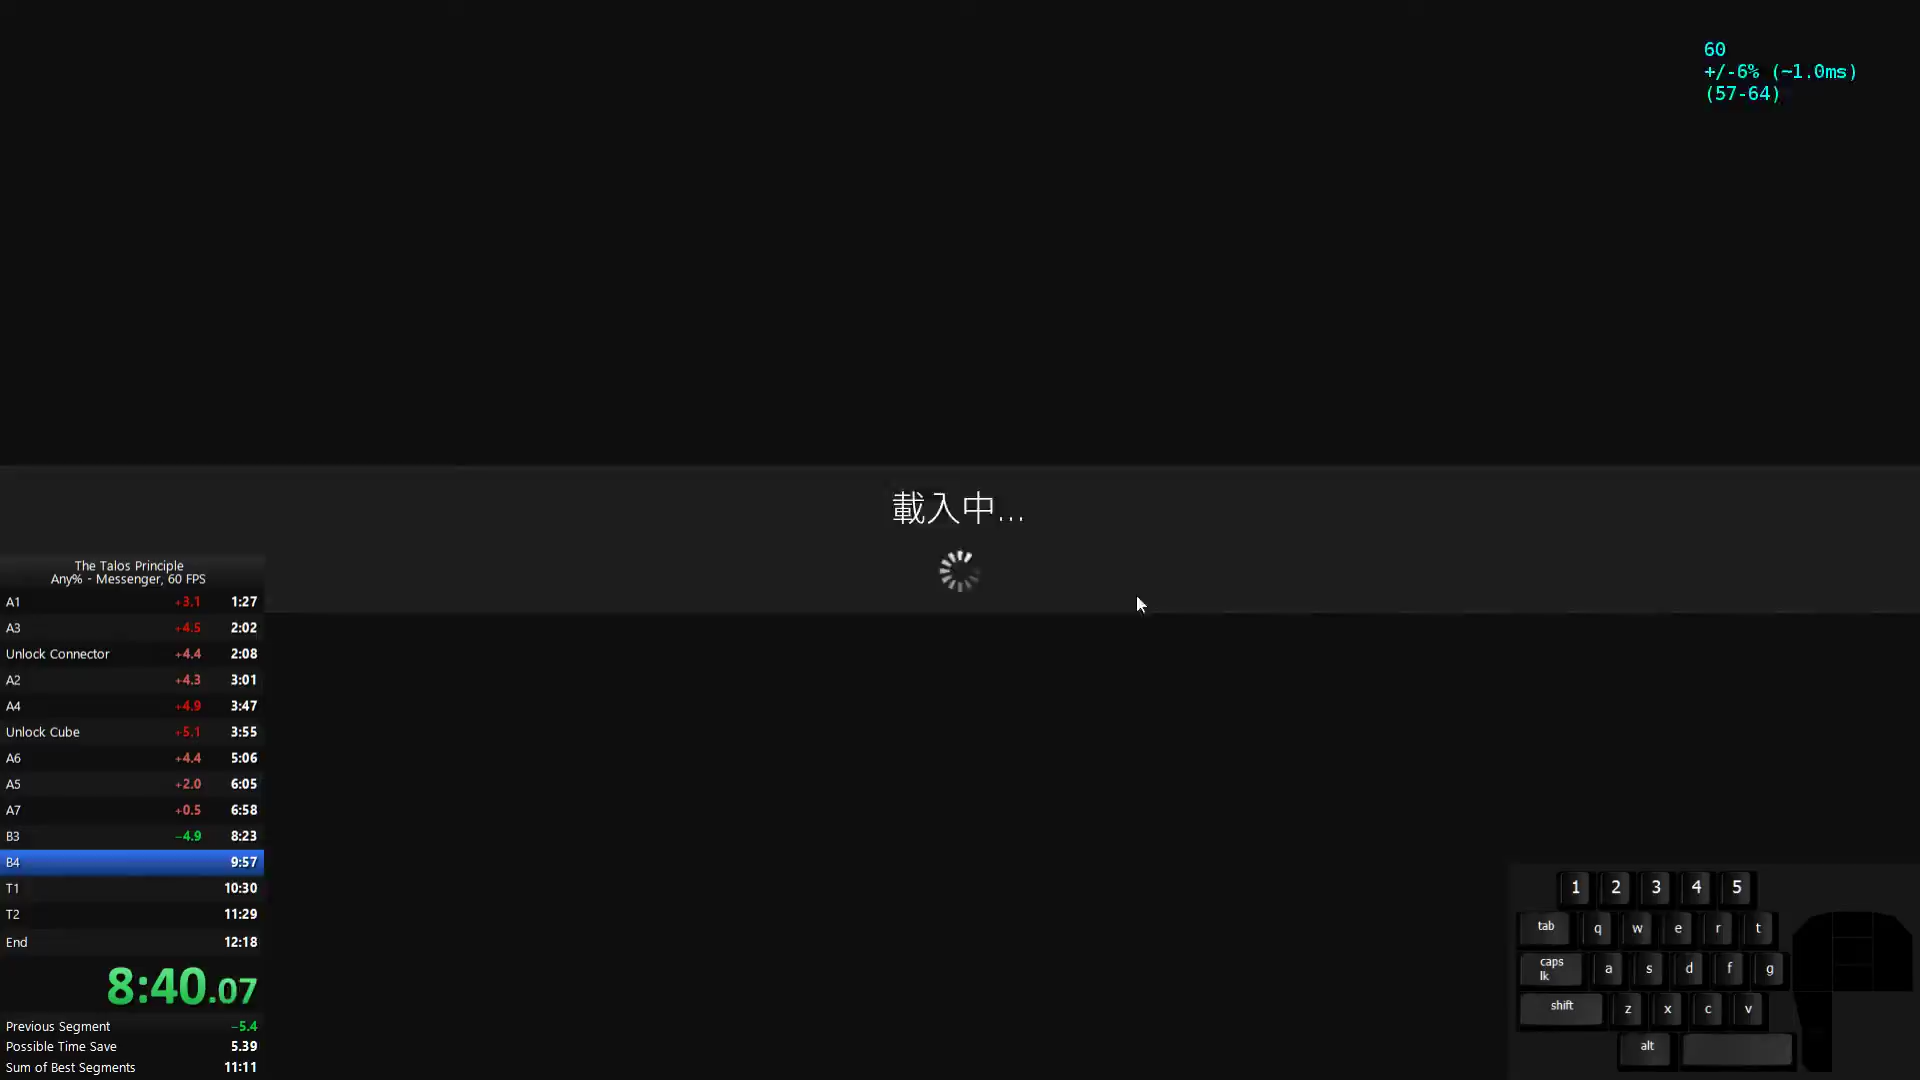 60
+/-6% (~1.0ms)
(57-64)
載入中...
The Talos Principle
Any% - Messenger, 60 FPS
A1 +3.1 1:27
A3 +4.5 2:02
Unlock Connector +4.4 2:08
A2 +4.3 3:01
A4 +4.9 3:47
Unlock Cube +5.1 3:55
A6 +4.4 5:06
A5 +2.0 6:05
A7 +0.5 6:58
B3 −4.9 8:23
B4 9:57
T1 10:30
T2 11:29
End 12:18
8:40.07
Previous Segment −5.4
Possible Time Save 5.39
Sum of Best Segments 11:11
1 2 3 4 5
tab q w e r t
caps lk a s d f g
shift z x c v
alt